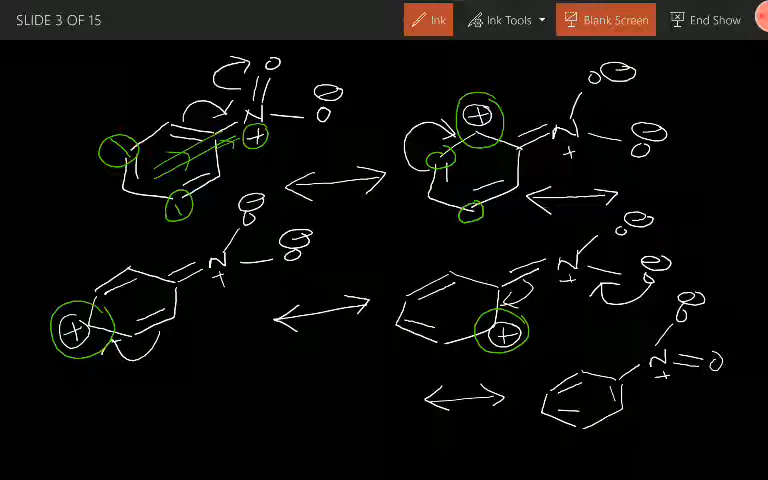 SLIDE 3 OF 15
Ink
Ink Tools
Blank Screen
End Show
O
N
O
+
+
O
N
O
+
O
N
O
+
+
O
N
O
+
+
O
N
O
+